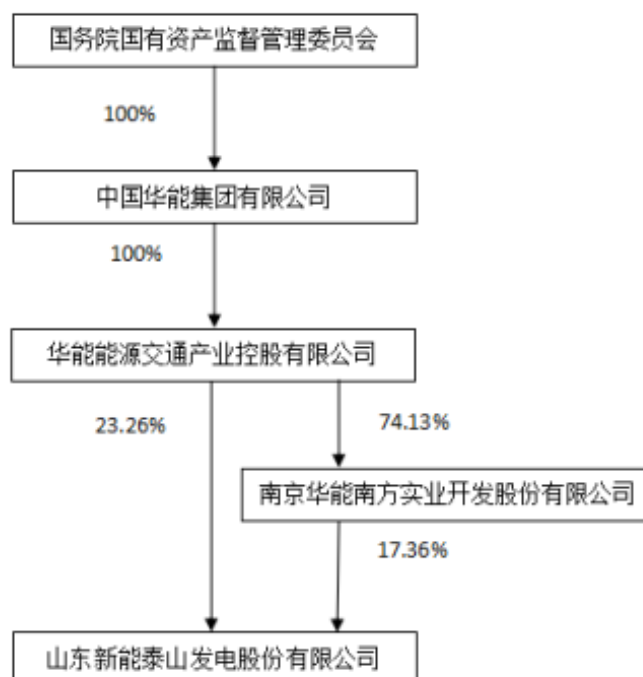 国务院国有资产监督管理委员会
100%
中国华能集团有限公司
100%
华能能源交通产业控股有限公司
23.26%
74.13%
南京华能南方实业开发股份有限公司
17.36%
山东新能泰山发电股份有限公司